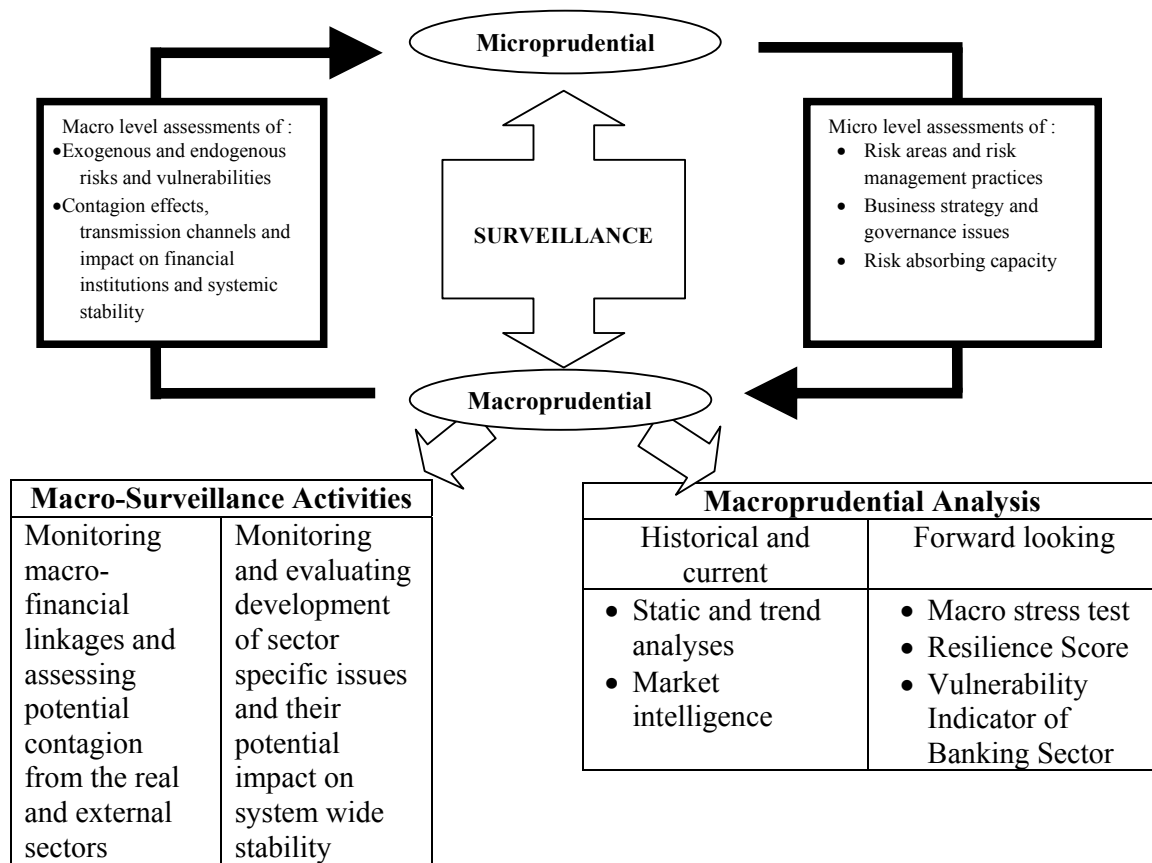 Microprudential
Macro level assessments of :
•Exogenous and endogenous
risks and vulnerabilities
•Contagion effects,
transmission channels and
impact on financial
institutions and systemic
stability
SURVEILLANCE
Micro level assessments of :
• Risk areas and risk
management practices
• Business strategy and
governance issues
• Risk absorbing capacity
Macroprudential
Macro-Surveillance Activities
Monitoring
macro-
financial
linkages and
assessing
potential
contagion
from the real
and external
sectors
Monitoring
and evaluating
development
of sector
specific issues
and their
potential
impact on
system wide
stability
Macroprudential Analysis
Historical and
current
Forward looking
• Static and trend
analyses
• Market
intelligence
• Macro stress test
• Resilience Score
• Vulnerability
Indicator of
Banking Sector